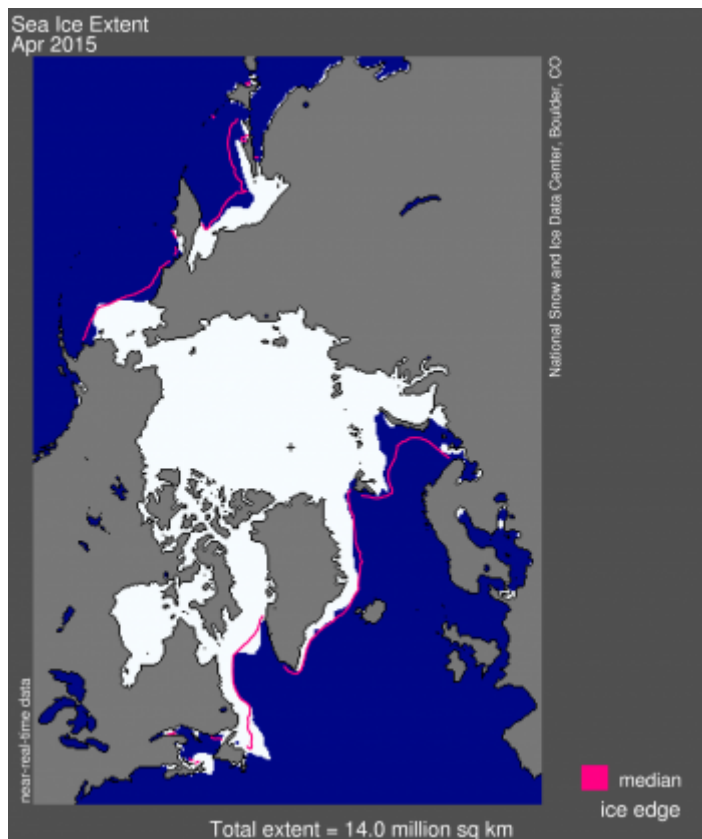 Sea Ice Extent
Apr 2015
National Snow and Ice Data Center, Boulder, CO
near-real-time data
median
ice edge
Total extent = 14.0 million sq km